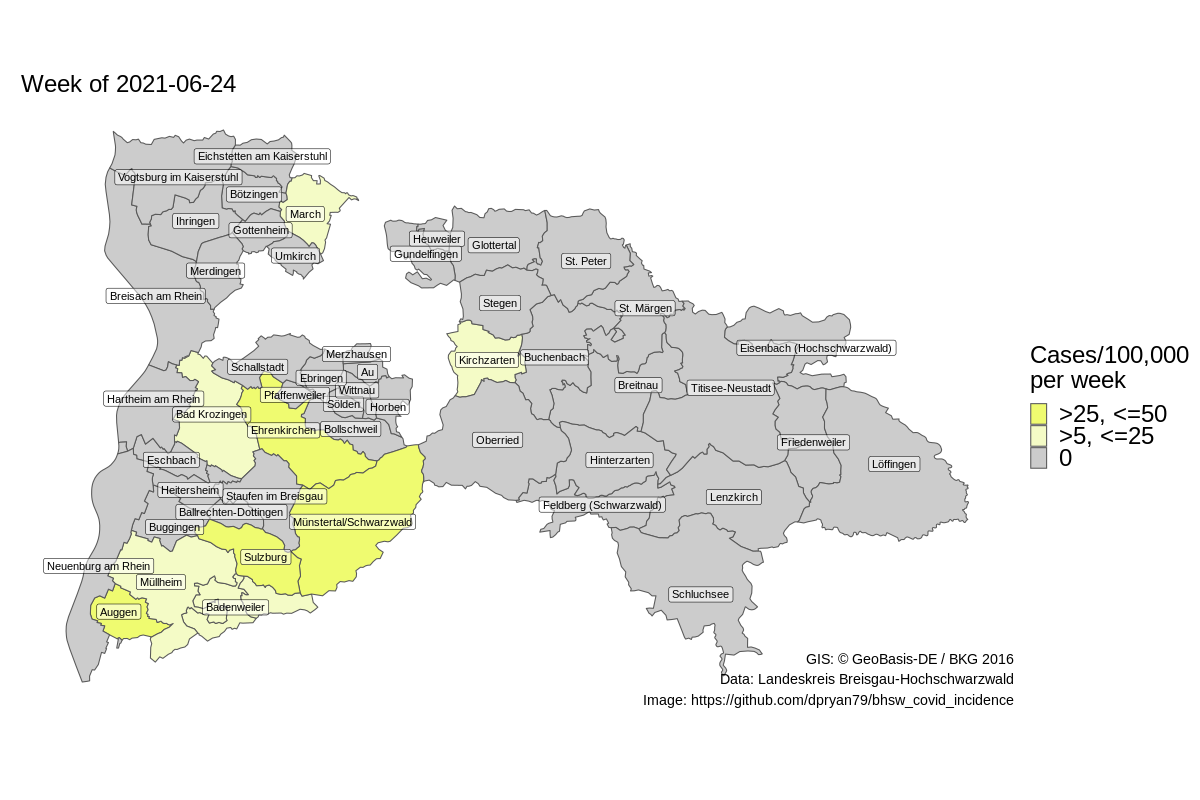 Week of 2021-06-24
Eichstetten am Kaiserstuhl
Vogtsburg im Kaiserstuhl
Bötzingen
March
Ihringen
Gottenheim
Umkirch
Merdingen
Breisach am Rhein
Heuweiler
Glottertal
Gundelfingen
St. Peter
Stegen
St. Märgen
Eisenbach (Hochschwarzwald)
Kirchzarten
Buchenbach
Breitnau
Titisee-Neustadt
Merzhausen
Schallstadt
Au
Ebringen
Wittnau
Pfaffenweiler
Sölden
Horben
Hartheim am Rhein
Bad Krozingen
Ehrenkirchen
Bollschweil
Oberried
Friedenweiler
Eschbach
Hinterzarten
Löffingen
Heitersheim
Staufen im Breisgau
Lenzkirch
Feldberg (Schwarzwald)
Ballrechten-Dottingen
Münstertal/Schwarzwald
Buggingen
Sulzburg
Neuenburg am Rhein
Müllheim
Schluchsee
Badenweiler
Auggen
Cases/100,000
per week
>25, <=50
>5, <=25
0
GIS: © GeoBasis-DE / BKG 2016
Data: Landeskreis Breisgau-Hochschwarzwald
Image: https://github.com/dpryan79/bhsw_covid_incidence